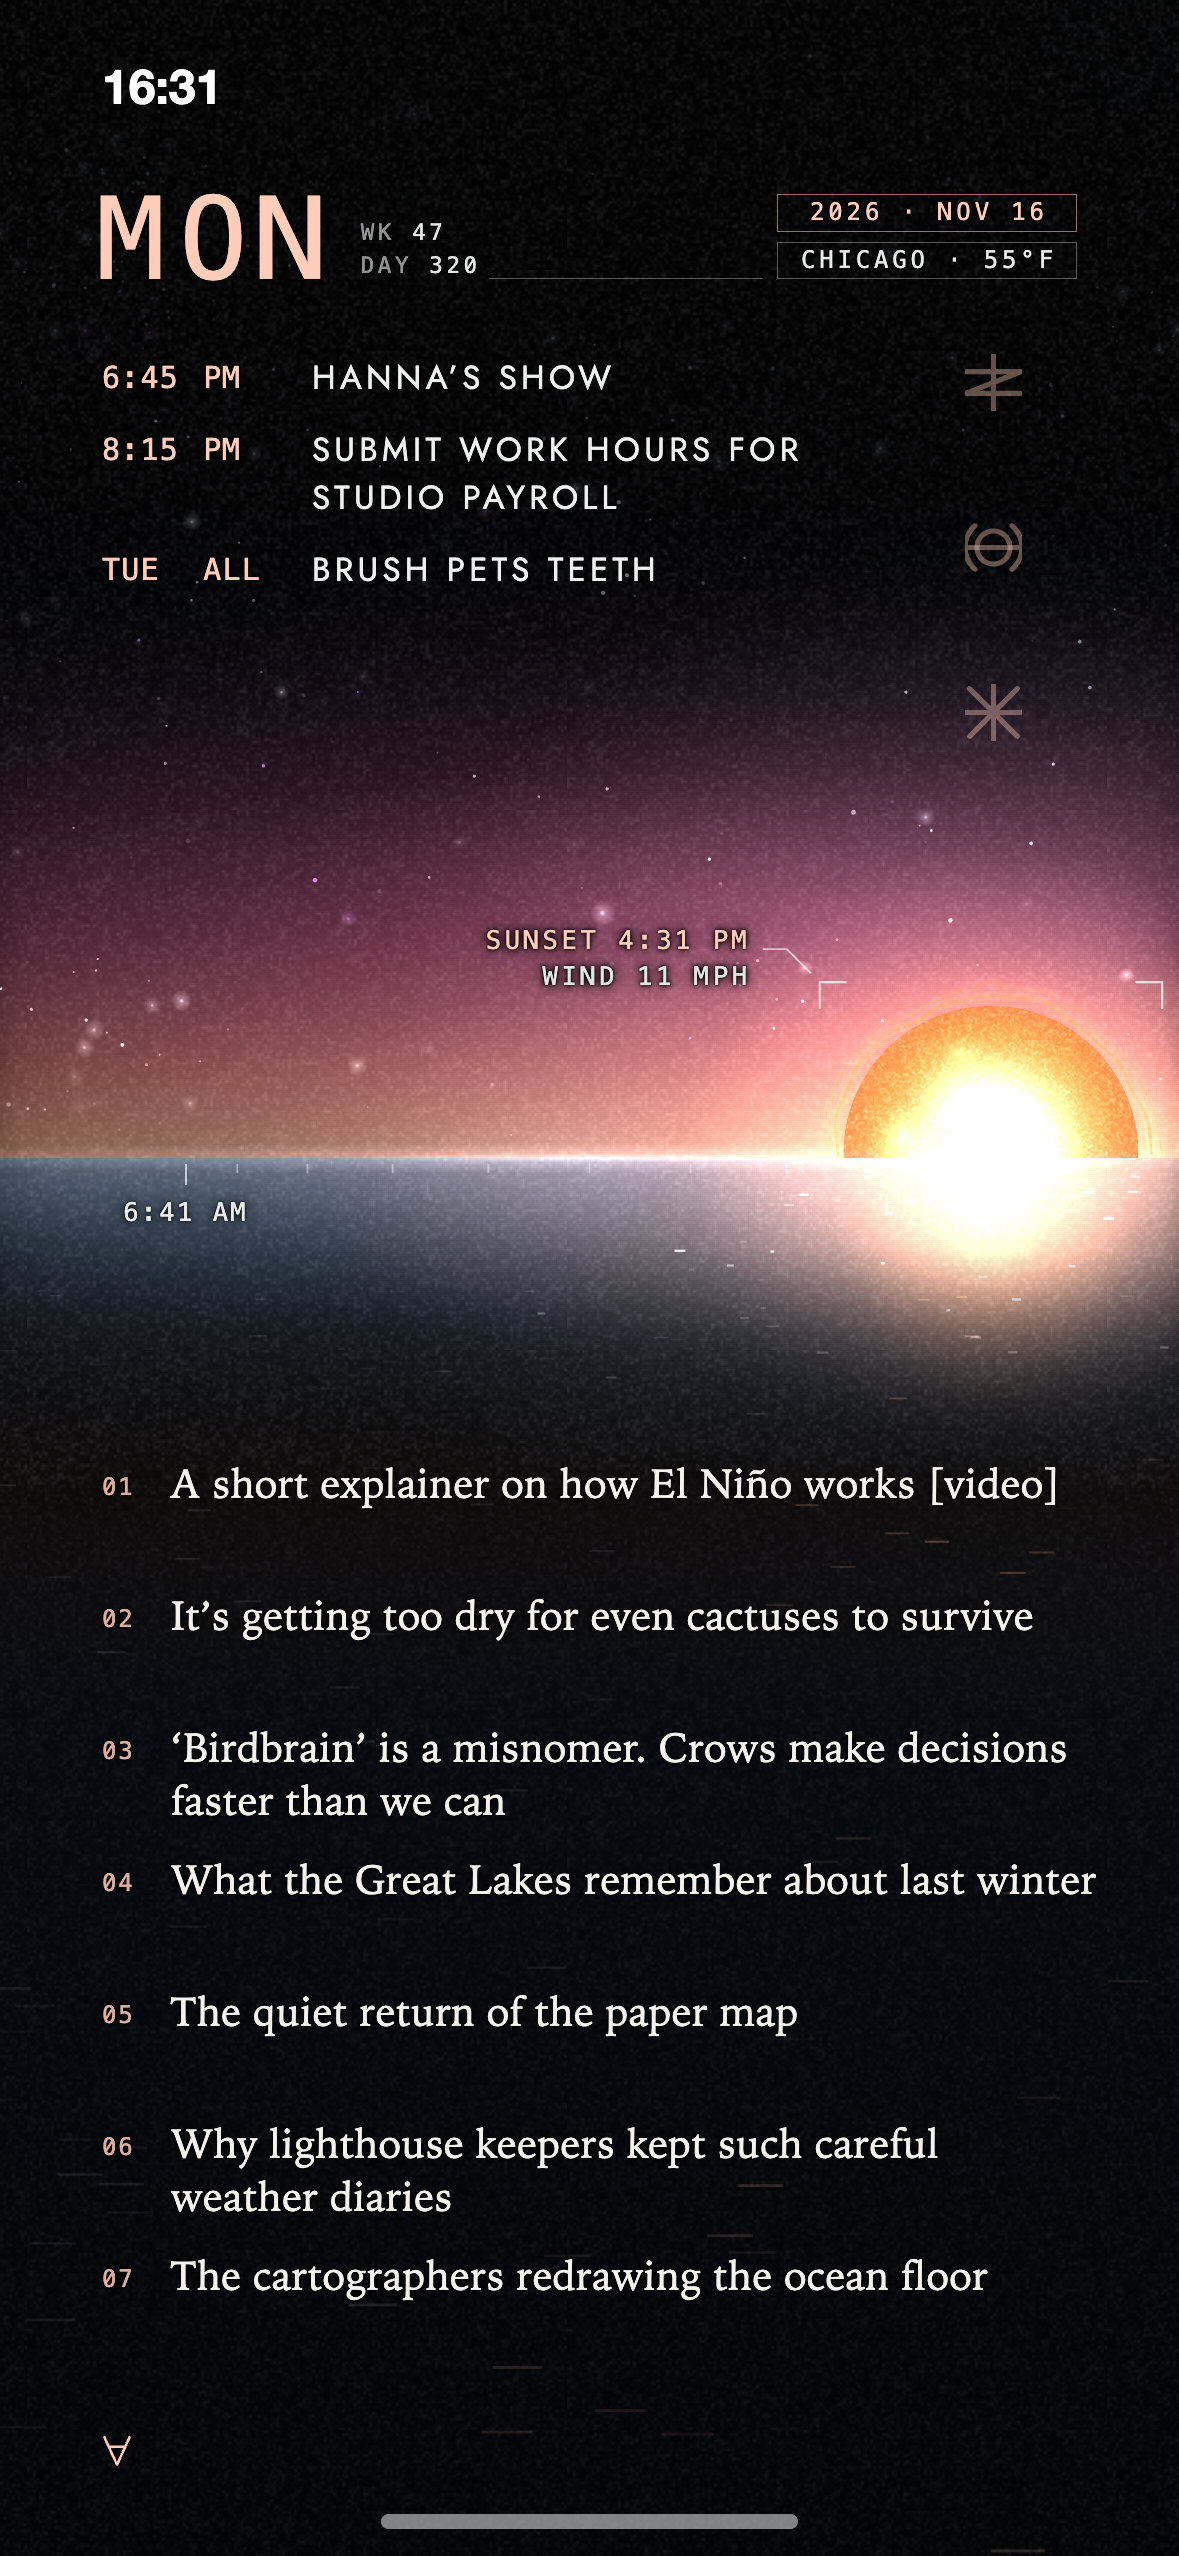 16:31
MON
WK 47
DAY 320
2026 · NOV 16
CHICAGO · 55°F
6:45 PM HANNA’S SHOW
8:15 PM SUBMIT WORK HOURS FOR
STUDIO PAYROLL
TUE ALL BRUSH PETS TEETH
SUNSET 4:31 PM
WIND 11 MPH
6:41 AM
01 A short explainer on how El Niño works [video]
02 It’s getting too dry for even cactuses to survive
03 ‘Birdbrain’ is a misnomer. Crows make decisions
faster than we can
04 What the Great Lakes remember about last winter
05 The quiet return of the paper map
06 Why lighthouse keepers kept such careful
weather diaries
07 The cartographers redrawing the ocean floor